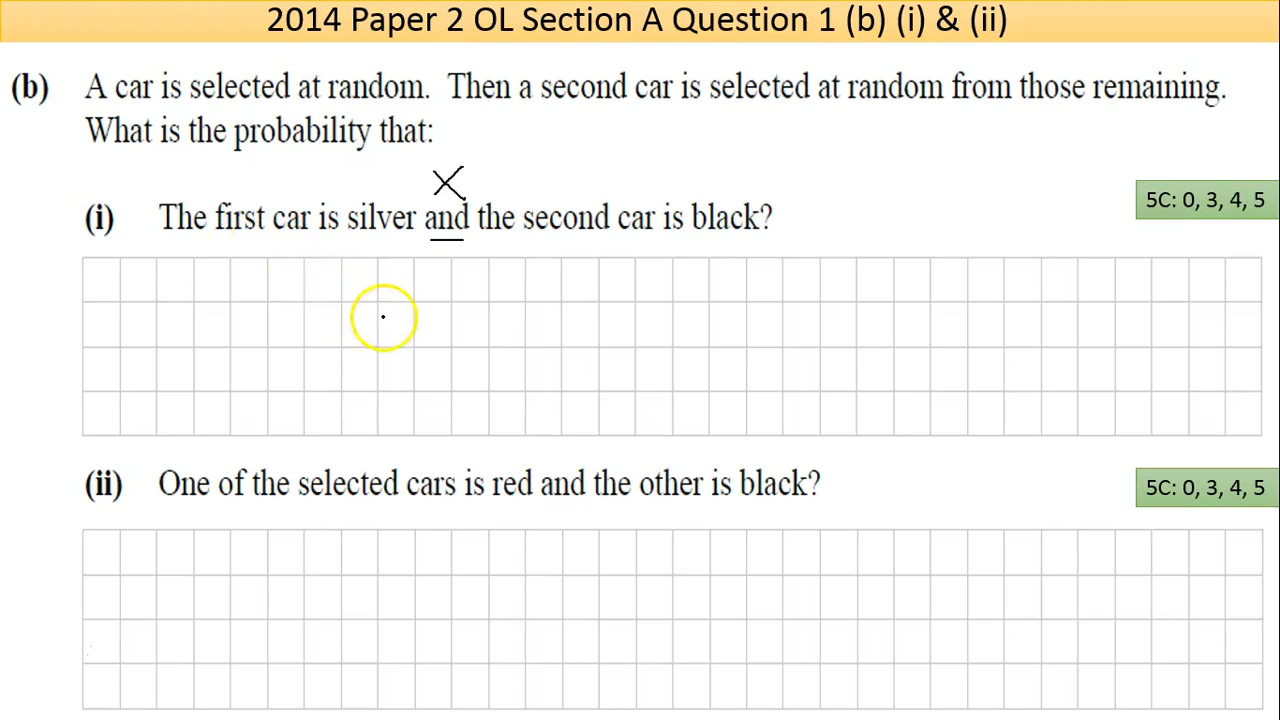 2014 Paper 2 OL Section A Question 1 (b) (i) & (ii)
(b) A car is selected at random. Then a second car is selected at random from those remaining.
What is the probability that:
×
(i) The first car is silver and the second car is black?
5C: 0, 3, 4, 5
(ii) One of the selected cars is red and the other is black?
5C: 0, 3, 4, 5